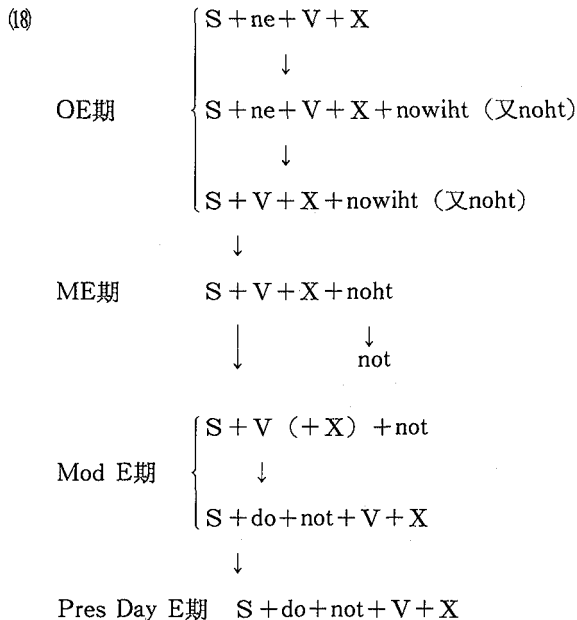 (18)
S+ne+V+X
↓
OE期 S+ne+V+X+nowiht (又noht)
↓
S+V+X+nowiht (又noht)
↓
ME期 S+V+X+noht
↓ ↓
not
S+V (+X) +not
Mod E期 ↓
S+do+not+V+X
↓
Pres Day E期 S+do+not+V+X